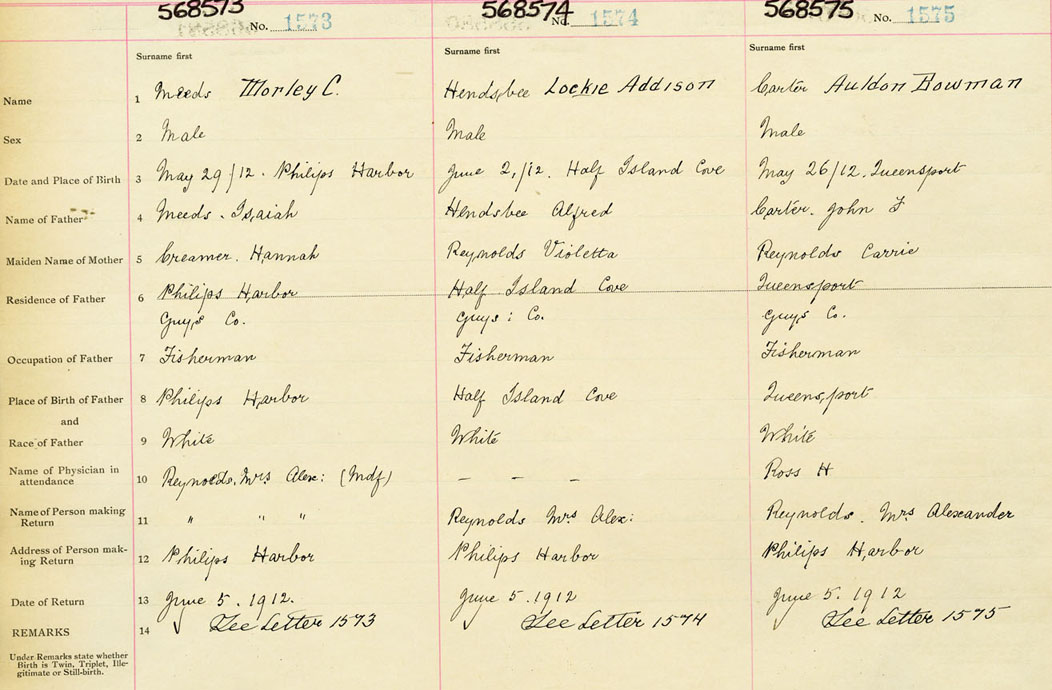 568573 568574 568575
No. 1573 No. 1574 No. 1575
Surname first Surname first Surname first
Name 1 Meeds Morley C. Hendsbee Lockie Addison Carter Auldon Bowman
Sex 2 Male Male Male
Date and Place of Birth 3 May 29/12. Philips Harbor June 2,/12. Half Island Cove May 26/12. Queensport
Name of Father 4 Meeds. Isaiah Hendsbee Alfred Carter. John F
Maiden Name of Mother 5 Creamer. Hannah Reynolds Violetta Reynolds Carrie
Residence of Father 6 Philips Harbor Half Island Cove Queensport
Guys Co. Guys: Co. Guys Co.
Occupation of Father 7 Fisherman Fisherman Fisherman
Place of Birth of Father 8 Philips Harbor Half Island Cove Queensport
and
Race of Father 9 White White White
Name of Physician in
attendance 10 Reynolds. Mrs Alex: (Mdf) - - - Ross H
Name of Person making
Return 11 " " " Reynolds Mrs Alex: Reynolds. Mrs Alexander
Address of Person mak-
ing Return 12 Philips Harbor Philips Harbor Philips Harbor
Date of Return 13 June 5. 1912. June 5. 1912 June 5. 1912
REMARKS 14 See Letter 1573 See Letter 1574 See Letter 1575
Under Remarks state whether
Birth is Twin, Triplet, Ille-
gitimate or Still-birth.